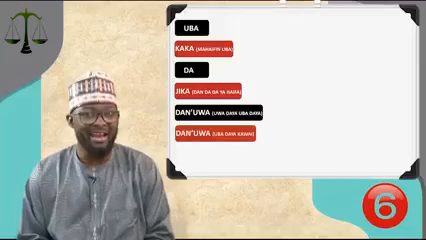 UBA
KAKA (MAHAIFIN UBA)
DA
JIKA (DAN DA DA YA HAIFA)
DAN'UWA (UWA DAYA UBA DAYA)
DAN'UWA (UBA DAYA KAWAI)
6